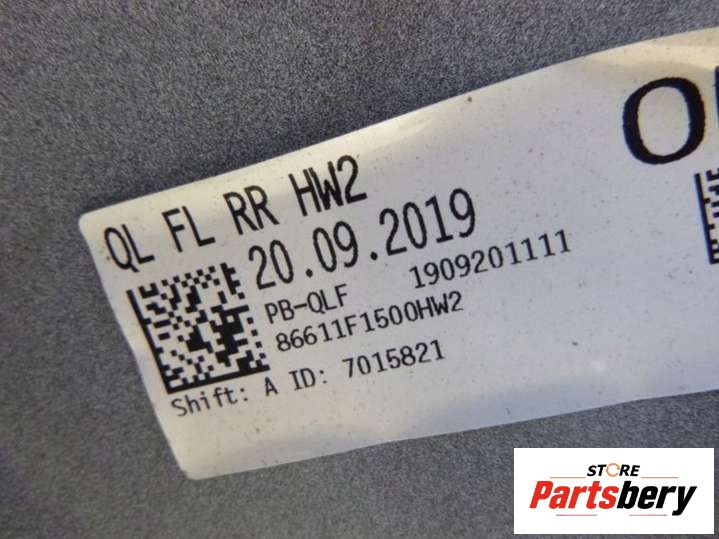 QL FL RR HW2
20.09.2019
PB-QLF 1909201111
86611F1500HW2
Shift: A ID: 7015821
STORE
Partsbery